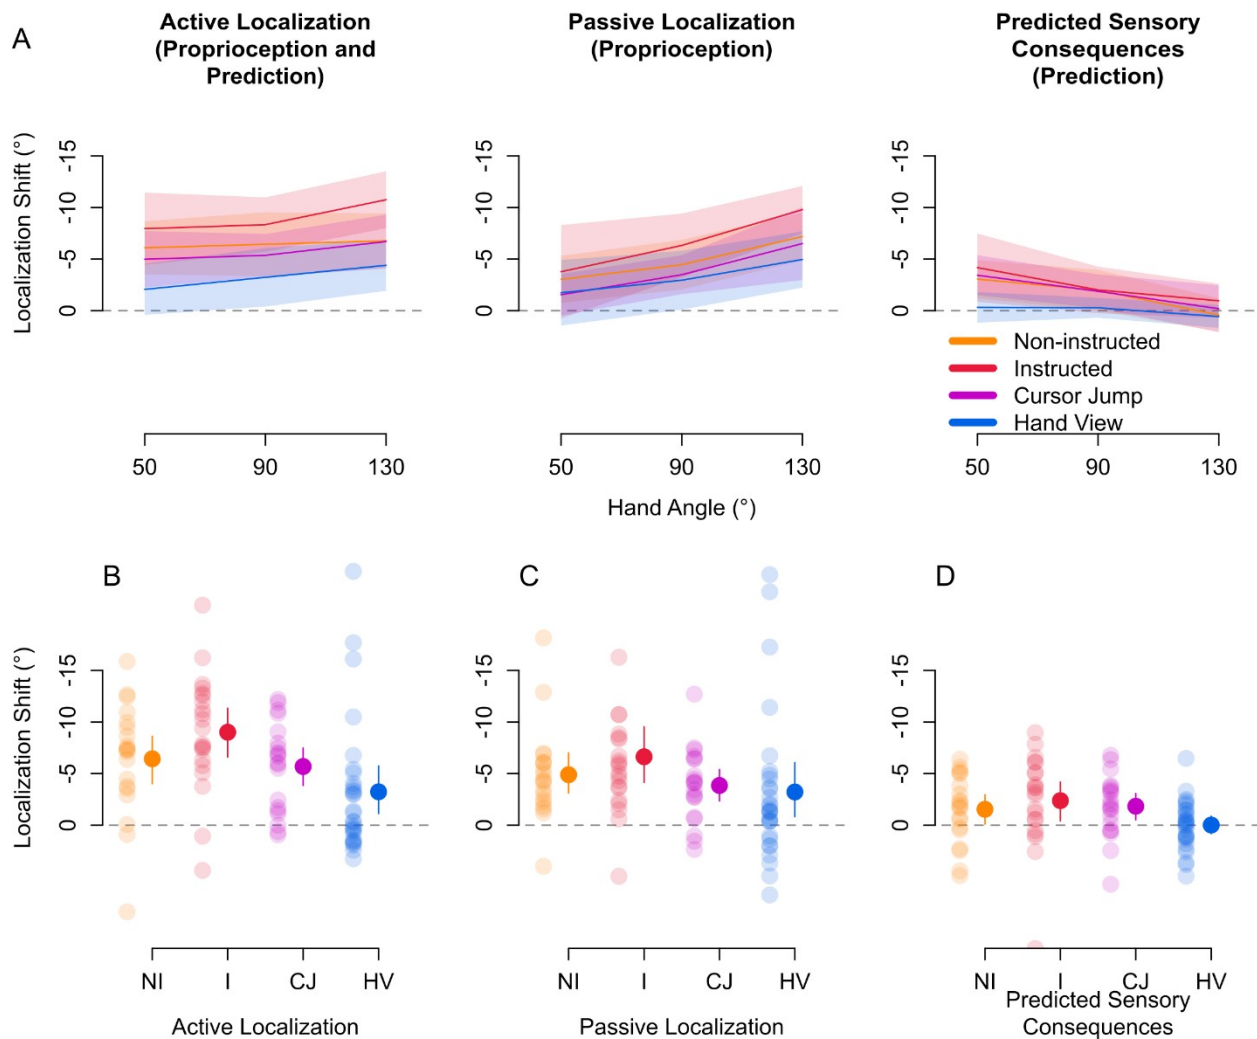 A
Active Localization
(Proprioception and
Prediction)
Passive Localization
(Proprioception)
Predicted Sensory
Consequences
(Prediction)
Localization Shift (°)
-15
-10
-5
0
-15
-10
-5
0
-15
-10
-5
0
Non-instructed
Instructed
Cursor Jump
Hand View
50 90 130
50 90 130
50 90 130
Hand Angle (°)
B
C
D
Localization Shift (°)
-15
-10
-5
0
-15
-10
-5
0
-15
-10
-5
0
NI I CJ HV
NI I CJ HV
NI I CJ HV
Active Localization
Passive Localization
Predicted Sensory
Consequences